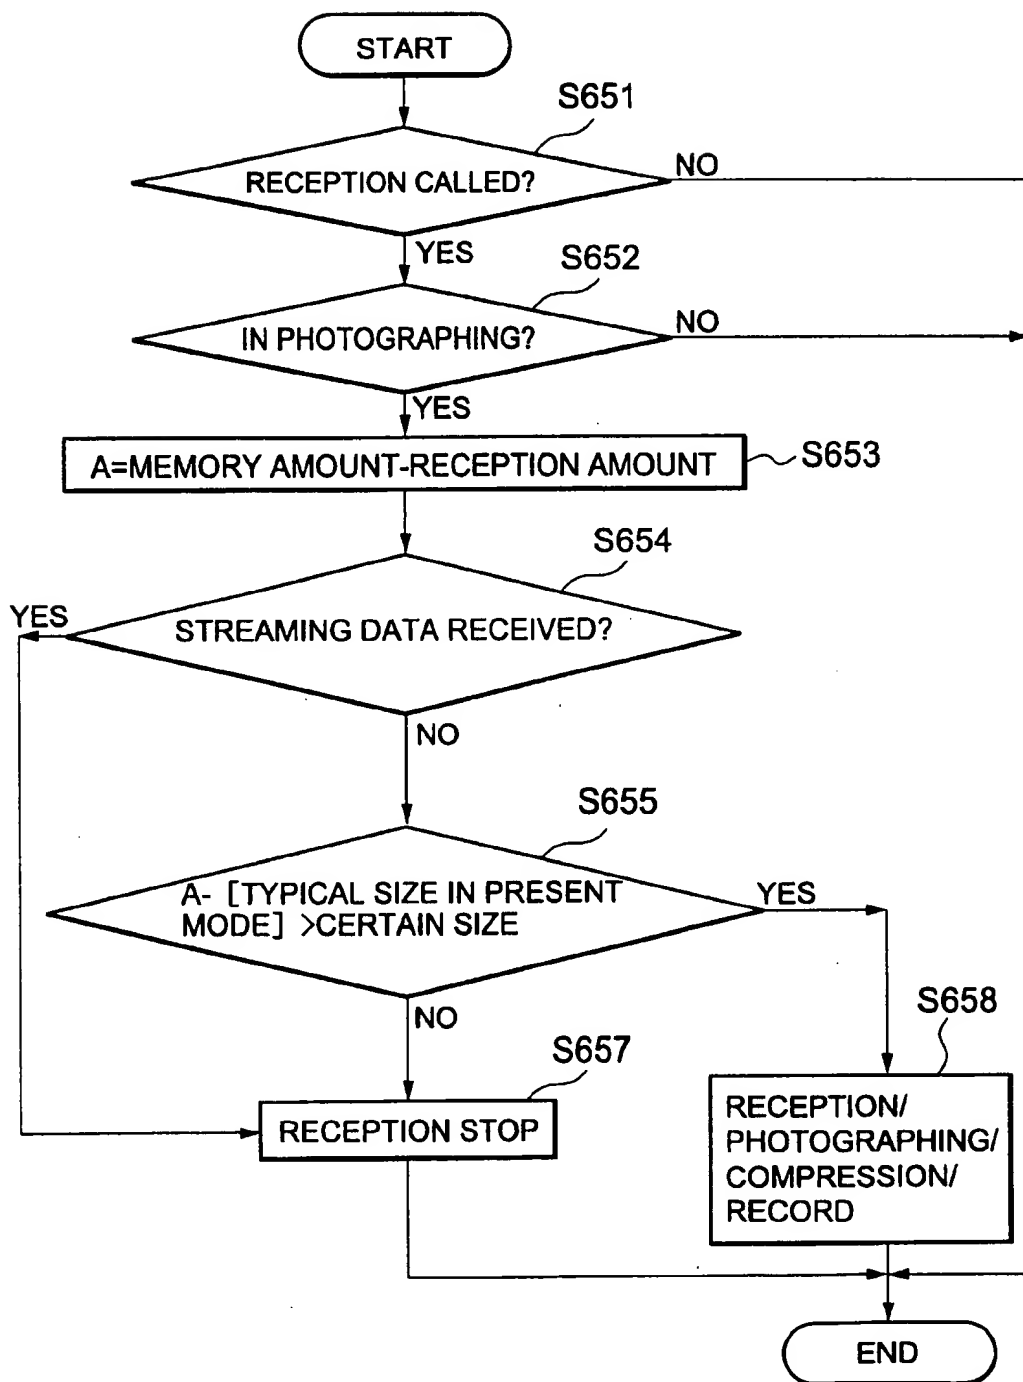 START
S651
RECEPTION CALLED?
NO
YES
S652
IN PHOTOGRAPHING?
NO
YES
A=MEMORY AMOUNT-RECEPTION AMOUNT
S653
S654
YES
STREAMING DATA RECEIVED?
NO
S655
A- [TYPICAL SIZE IN PRESENT
MODE] >CERTAIN SIZE
YES
NO
S658
S657
RECEPTION STOP
RECEPTION/
PHOTOGRAPHING/
COMPRESSION/
RECORD
END